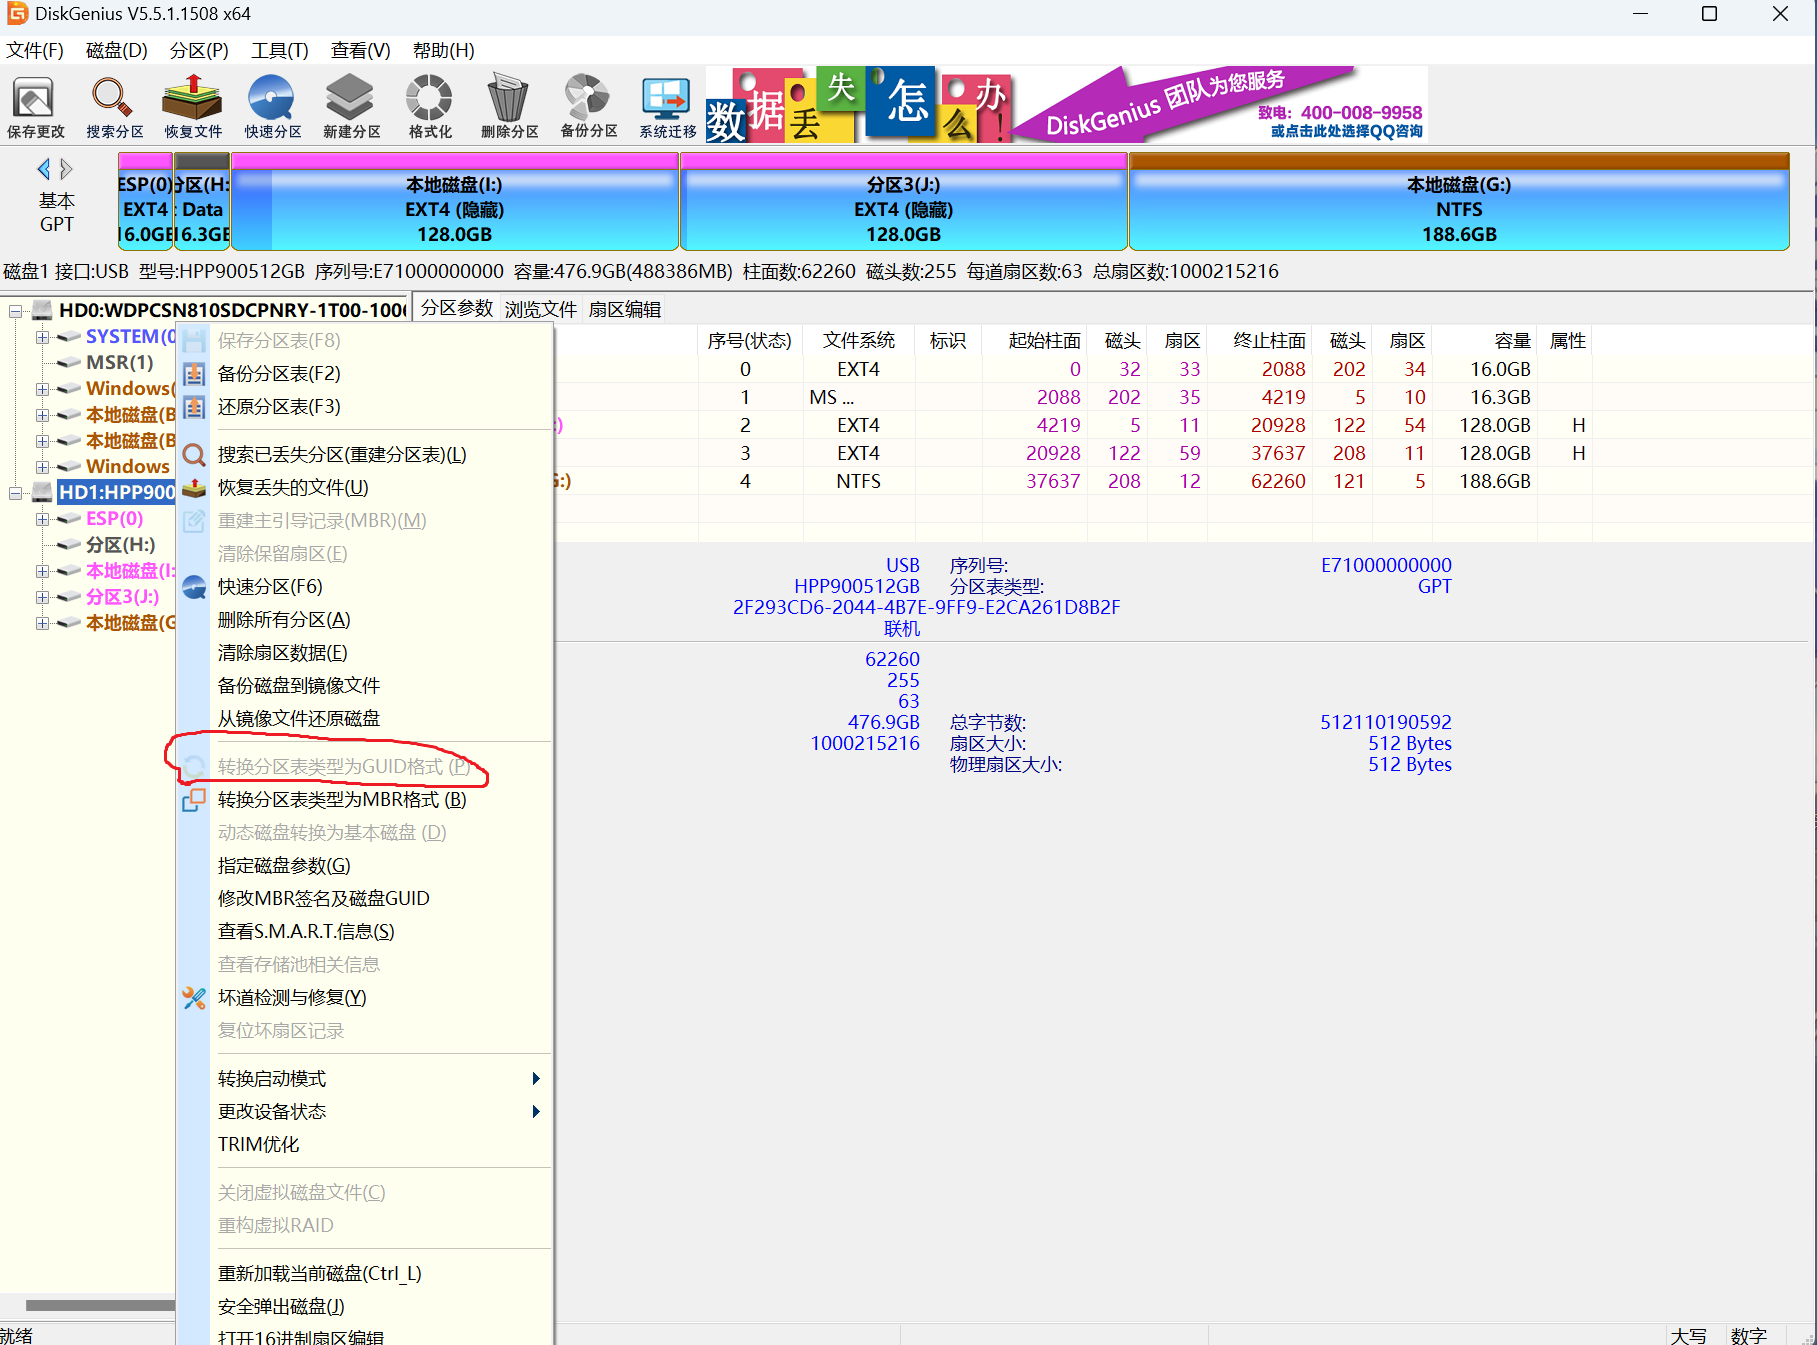 DiskGenius V5.5.1.1508 x64
文件(F) 磁盘(D) 分区(P) 工具(T) 查看(V) 帮助(H)
保存更改 搜索分区 恢复文件 快速分区 新建分区 格式化 删除分区 备份分区 系统迁移
数据丢失怎么办!
DiskGenius 团队为您服务
致电: 400-008-9958
或点击此处选择QQ咨询
基本
GPT
ESP(0)
EXT4
16.0GB
分区(H:
: Data
16.3GB
本地磁盘(I:)
EXT4 (隐藏)
128.0GB
分区3(J:)
EXT4 (隐藏)
128.0GB
本地磁盘(G:)
NTFS
188.6GB
磁盘1 接口:USB 型号:HPP900512GB 序列号:E71000000000 容量:476.9GB(488386MB) 柱面数:62260 磁头数:255 每道扇区数:63 总扇区数:1000215216
HD0:WDPCSN810SDCPNRY-1T00-100
SYSTEM(0
MSR(1)
Windows(
本地磁盘(B
本地磁盘(B
Windows
HD1:HPP900
ESP(0)
分区(H:)
本地磁盘(I:
分区3(J:)
本地磁盘(G
保存分区表(F8)
备份分区表(F2)
还原分区表(F3)
搜索已丢失分区(重建分区表)(L)
恢复丢失的文件(U)
重建主引导记录(MBR)(M)
清除保留扇区(E)
快速分区(F6)
删除所有分区(A)
清除扇区数据(E)
备份磁盘到镜像文件
从镜像文件还原磁盘
转换分区表类型为GUID格式 (P)
转换分区表类型为MBR格式 (B)
动态磁盘转换为基本磁盘 (D)
指定磁盘参数(G)
修改MBR签名及磁盘GUID
查看S.M.A.R.T.信息(S)
查看存储池相关信息
坏道检测与修复(Y)
复位坏扇区记录
转换启动模式
更改设备状态
TRIM优化
关闭虚拟磁盘文件(C)
重构虚拟RAID
重新加载当前磁盘(Ctrl_L)
安全弹出磁盘(J)
打开16进制扇区编辑
分区参数 浏览文件 扇区编辑
序号(状态) 文件系统 标识 起始柱面 磁头 扇区 终止柱面 磁头 扇区 容量 属性
0 EXT4 0 32 33 2088 202 34 16.0GB
1 MS ... 2088 202 35 4219 5 10 16.3GB
:) 2 EXT4 4219 5 11 20928 122 54 128.0GB H
3 EXT4 20928 122 59 37637 208 11 128.0GB H
G:) 4 NTFS 37637 208 12 62260 121 5 188.6GB
USB 序列号: E71000000000
HPP900512GB 分区表类型: GPT
2F293CD6-2044-4B7E-9FF9-E2CA261D8B2F
联机
62260
255
63
476.9GB 总字节数: 512110190592
1000215216 扇区大小: 512 Bytes
物理扇区大小: 512 Bytes
就绪 大写 数字